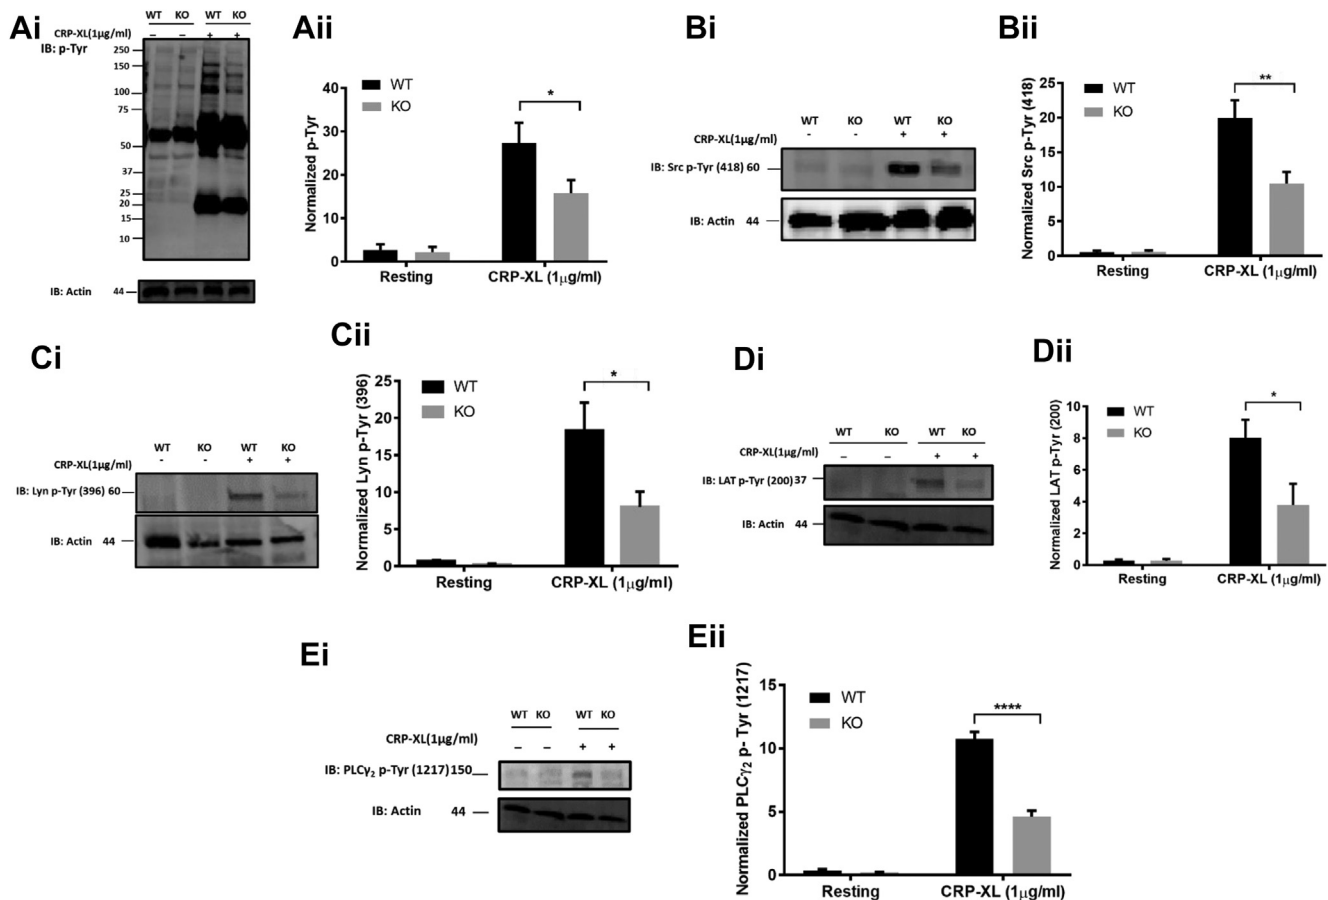 Ai
WT KO WT KO
CRP-XL(1µg/ml) – – + +
IB: p-Tyr
250
150
100
75
50
37
25
20
15
10
IB: Actin 44
Aii
WT
KO
*
Normalized p-Tyr
40
30
20
10
0
Resting CRP-XL (1µg/ml)
Bi
WT KO WT KO
CRP-XL(1µg/ml) - - + +
IB: Src p-Tyr (418) 60
IB: Actin 44
Bii
WT
KO
**
Normalized Src p-Tyr (418)
25
20
15
10
5
0
Resting CRP-XL (1µg/ml)
Ci
WT KO WT KO
CRP-XL(1µg/ml) - - + +
IB: Lyn p-Tyr (396) 60
IB: Actin 44
Cii
WT
KO
*
Normalized Lyn p-Tyr (396)
25
20
15
10
5
0
Resting CRP-XL (1µg/ml)
Di
WT KO WT KO
CRP-XL(1µg/ml) – – + +
IB: LAT p-Tyr (200) 37
IB: Actin 44
Dii
WT
KO
*
Normalized LAT p-Tyr (200)
10
8
6
4
2
0
Resting CRP-XL (1µg/ml)
Ei
WT KO WT KO
CRP-XL(1µg/ml) – – + +
IB: PLCγ₂ p-Tyr (1217) 150
IB: Actin 44
Eii
WT
KO
****
Normalized PLCγ₂ p- Tyr (1217)
15
10
5
0
Resting CRP-XL (1µg/ml)